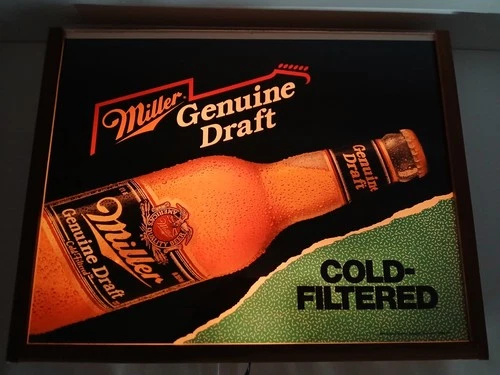 Miller
Genuine
Draft
Genuine
Draft
Miller
Genuine Draft
COLD-
FILTERED